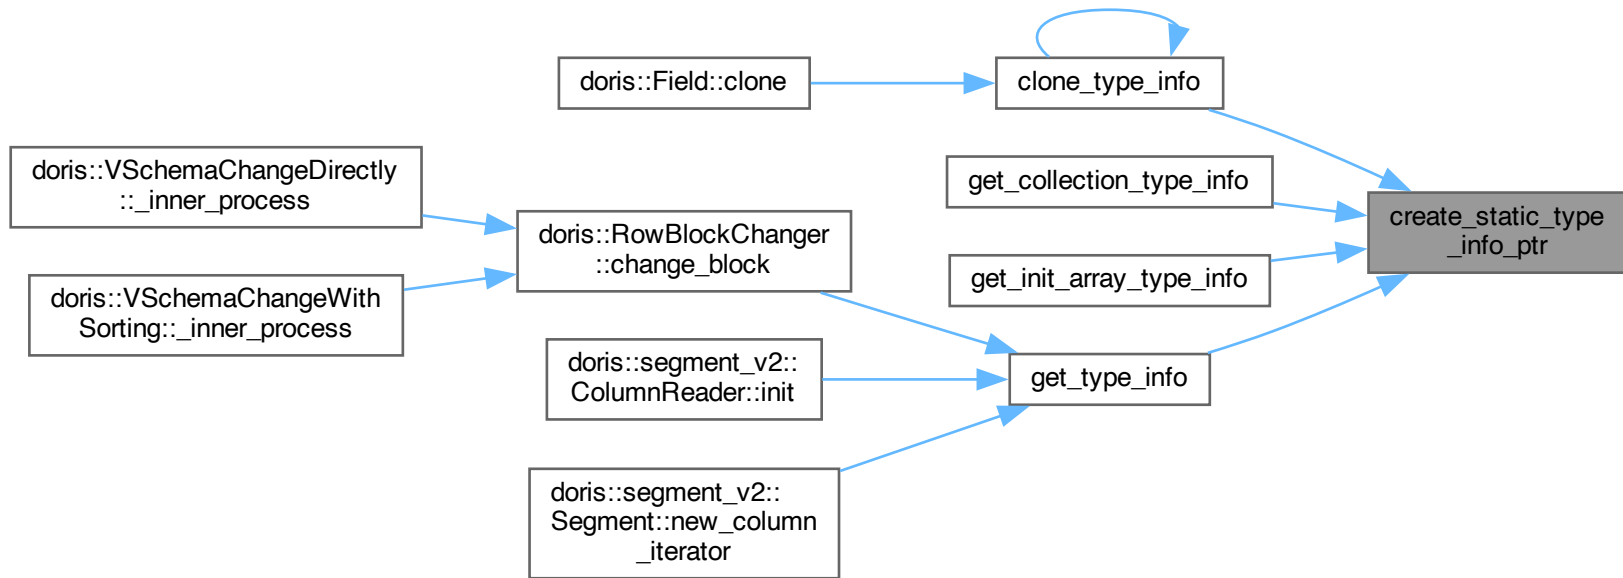 doris::Field::clone
clone_type_info
doris::VSchemaChangeDirectly
::_inner_process
get_collection_type_info
create_static_type
_info_ptr
doris::RowBlockChanger
::change_block
get_init_array_type_info
doris::VSchemaChangeWith
Sorting::_inner_process
doris::segment_v2::
ColumnReader::init
get_type_info
doris::segment_v2::
Segment::new_column
_iterator